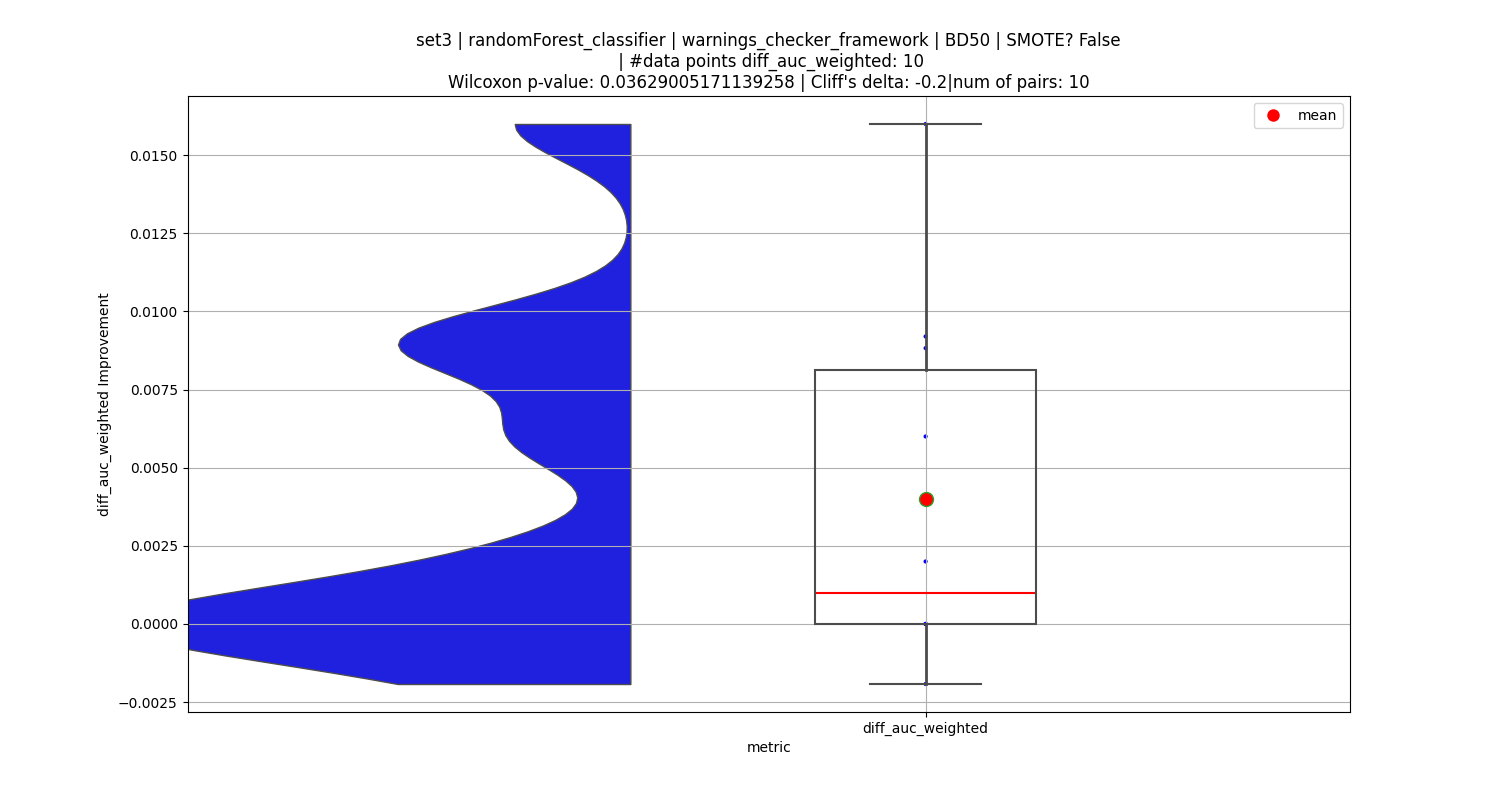 set3 | randomForest_classifier | warnings_checker_framework | BD50 | SMOTE? False
| #data points diff_auc_weighted: 10
Wilcoxon p-value: 0.03629005171139258 | Cliff's delta: -0.2|num of pairs: 10
mean
0.0150
0.0125
0.0100
0.0075
0.0050
0.0025
0.0000
−0.0025
diff_auc_weighted Improvement
diff_auc_weighted
metric